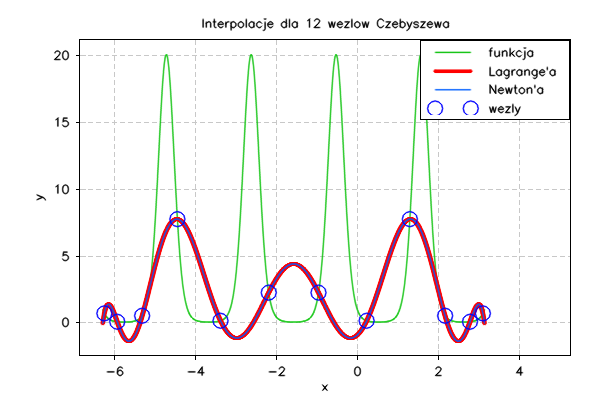 Interpolacje dla 12 wezlow Czebyszewa
funkcja
Lagrange'a
Newton'a
wezly
20
15
10
5
0
y
−6 −4 −2 0 2 4
x